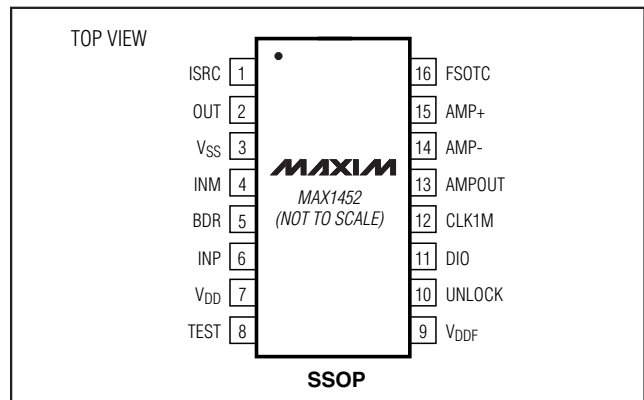 TOP VIEW
ISRC 1
OUT 2
VSS 3
INM 4
BDR 5
INP 6
VDD 7
TEST 8
MAXIM
MAX1452
(NOT TO SCALE)
16 FSOTC
15 AMP+
14 AMP-
13 AMPOUT
12 CLK1M
11 DIO
10 UNLOCK
9 VDDF
SSOP